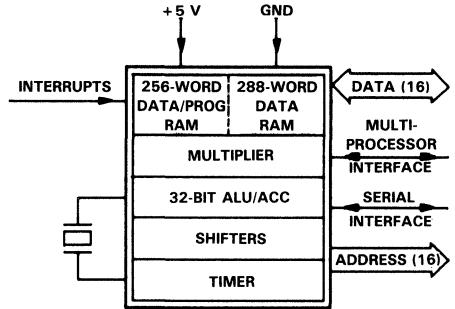 +5 V
GND
INTERRUPTS
256-WORD
DATA/PROG
RAM
288-WORD
DATA
RAM
MULTIPLIER
32-BIT ALU/ACC
SHIFTERS
TIMER
DATA (16)
MULTI-
PROCESSOR
INTERFACE
SERIAL
INTERFACE
ADDRESS (16)